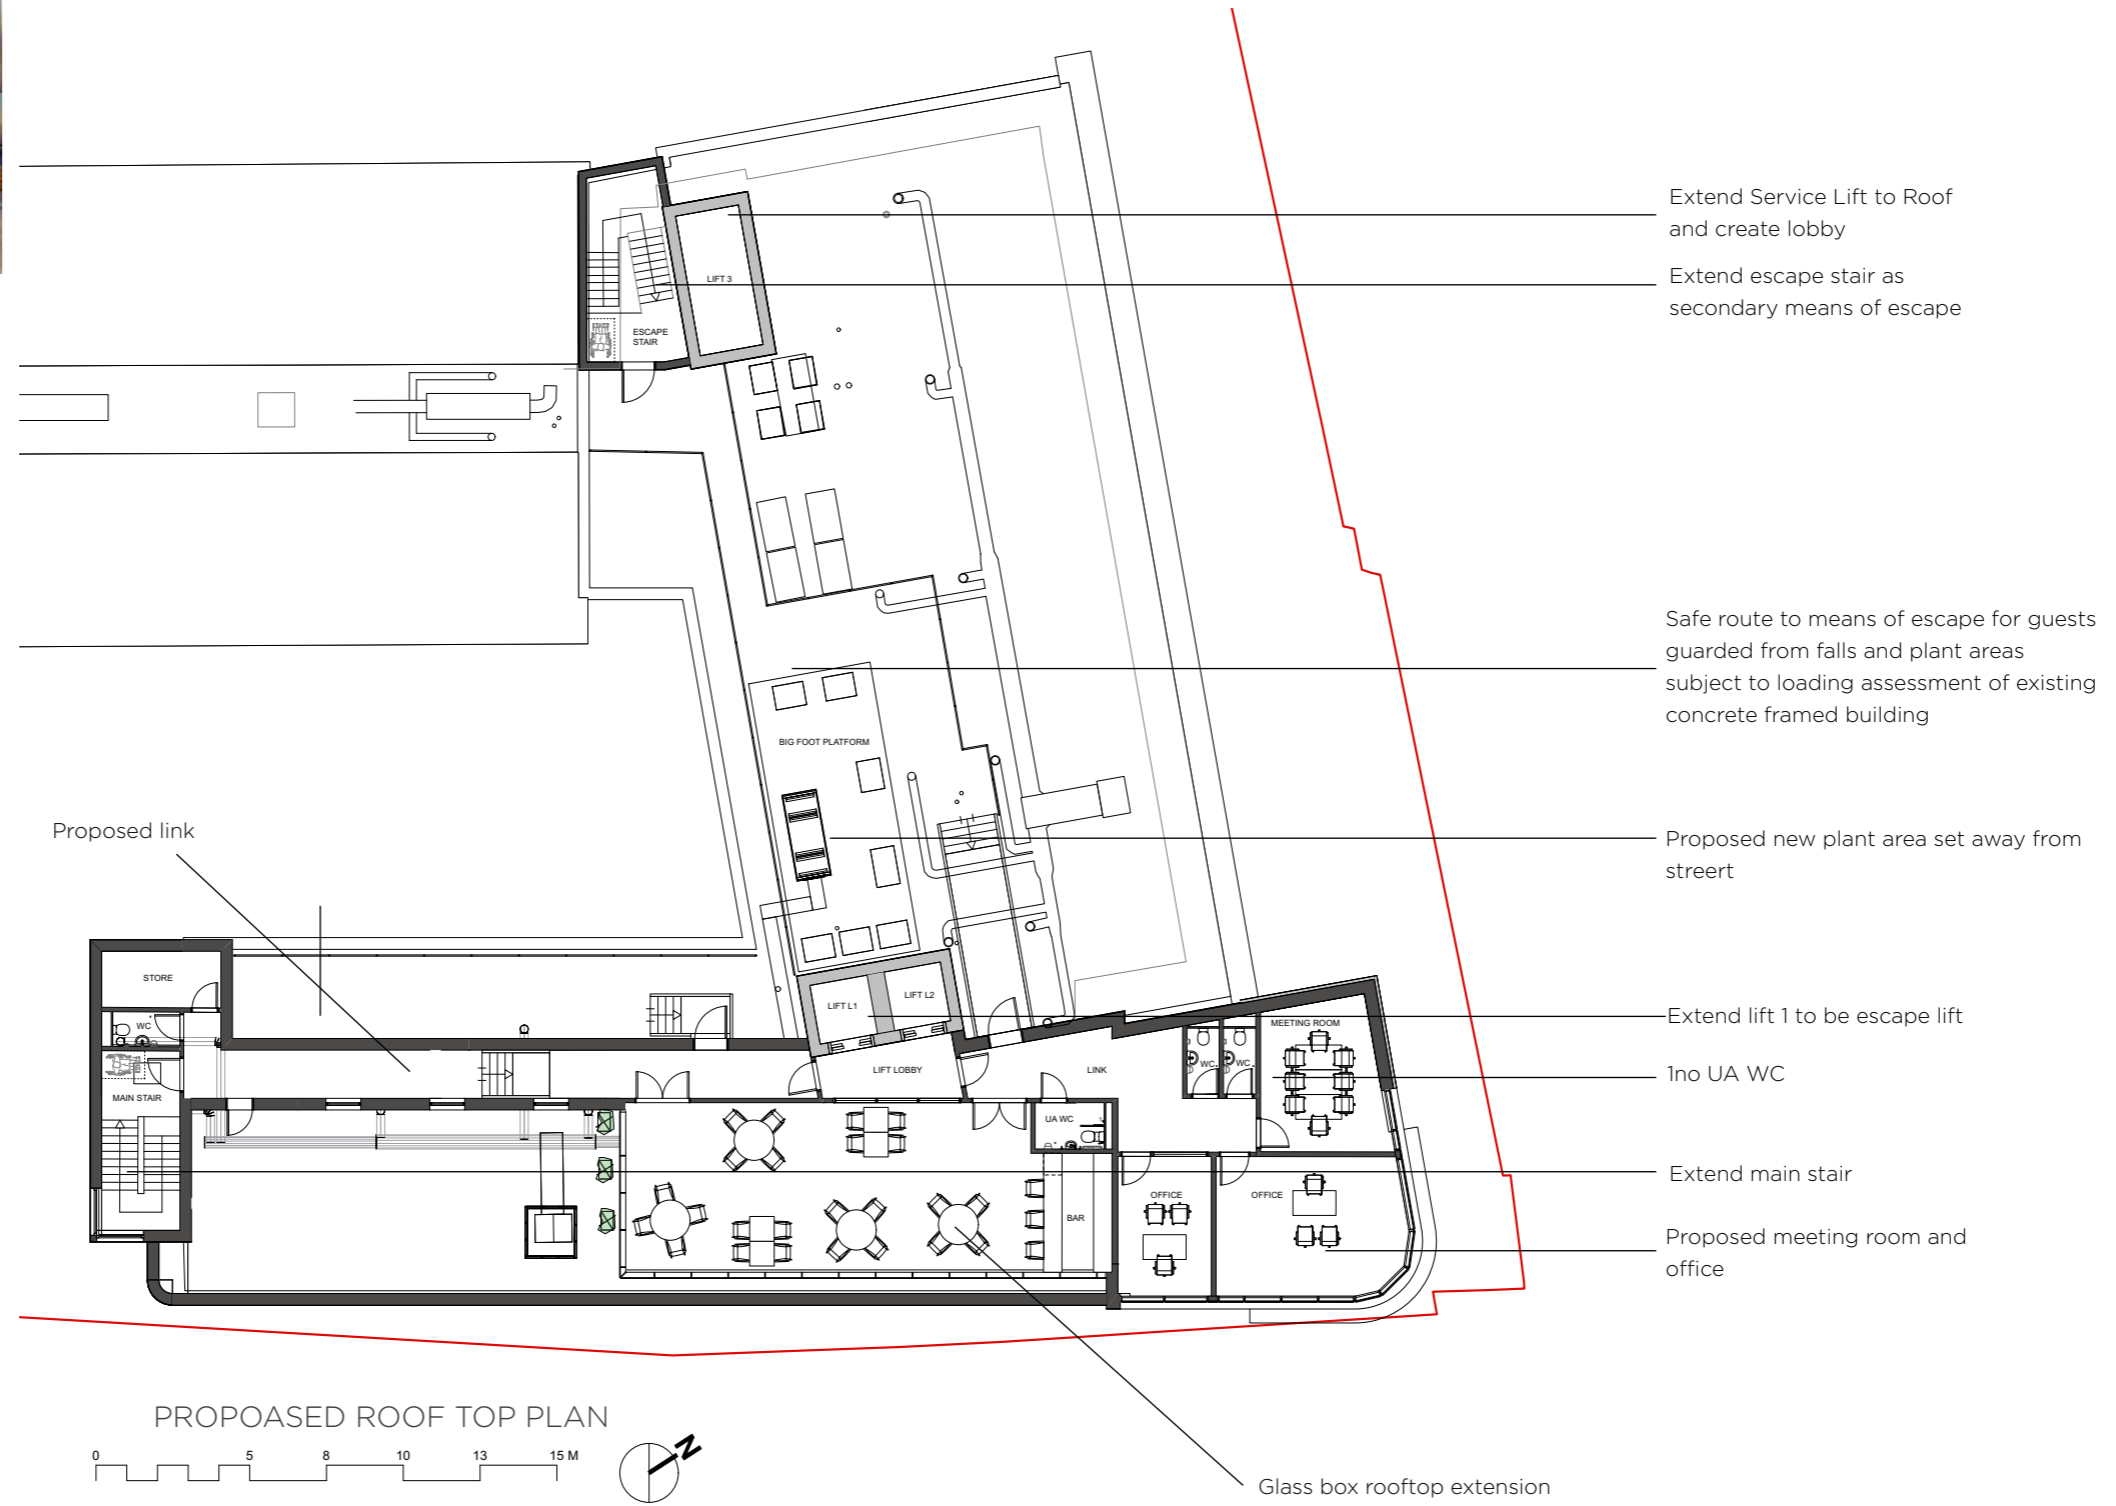 Extend Service Lift to Roof
and create lobby
Extend escape stair as
secondary means of escape
LIFT 3
ESCAPE
STAIR
Safe route to means of escape for guests
guarded from falls and plant areas
subject to loading assessment of existing
concrete framed building
BIG FOOT PLATFORM
Proposed link
Proposed new plant area set away from
streert
STORE
LIFT L1
LIFT L2
Extend lift 1 to be escape lift
WC
MEETING ROOM
WC
WC
LIFT LOBBY
LINK
1no UA WC
MAIN STAIR
UA WC
Extend main stair
OFFICE
OFFICE
BAR
Proposed meeting room and
office
PROPOASED ROOF TOP PLAN
0 5 8 10 13 15 M
N
Glass box rooftop extension